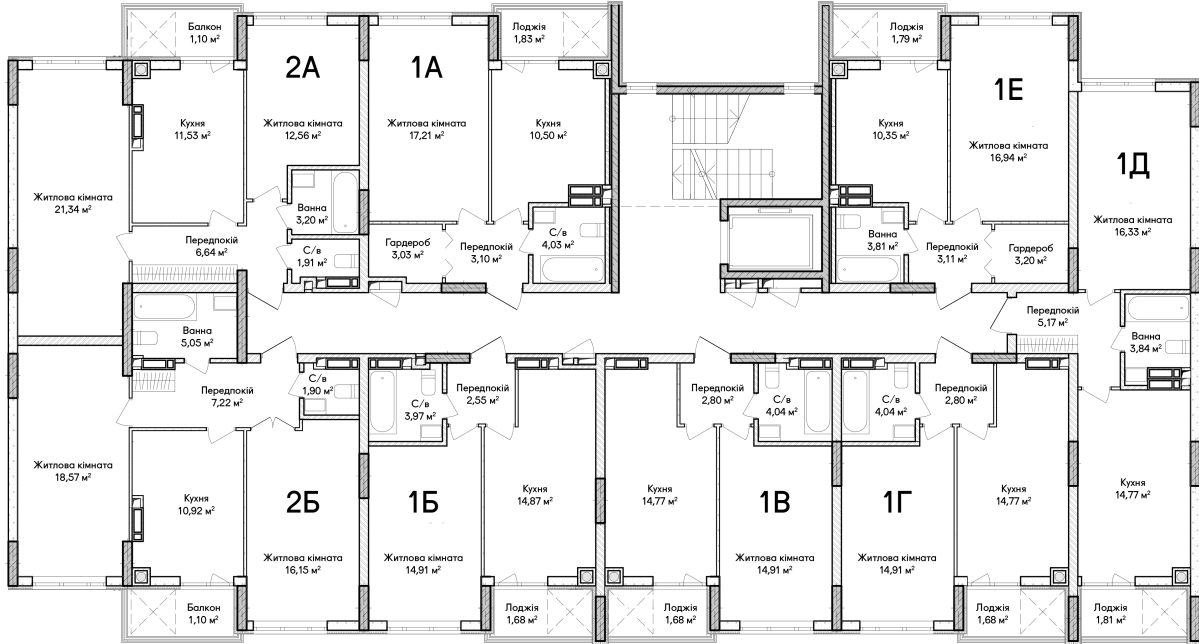 Балкон
1,10 м²
Лоджія
1,83 м²
Лоджія
1,79 м²
2А
1А
1Е
1Д
Кухня
11,53 м²
Житлова кімната
12,56 м²
Житлова кімната
17,21 м²
Кухня
10,50 м²
Кухня
10,35 м²
Житлова кімната
16,94 м²
Житлова кімната
21,34 м²
Ванна
3,20 м²
Житлова кімната
16,33 м²
Передпокій
6,64 м²
С/в
1,91 м²
Гардероб
3,03 м²
Передпокій
3,10 м²
С/в
4,03 м²
Ванна
3,81 м²
Передпокій
3,11 м²
Гардероб
3,20 м²
Ванна
5,05 м²
Передпокій
5,17 м²
Ванна
3,84 м²
Передпокій
7,22 м²
С/в
1,90 м²
С/в
3,97 м²
Передпокій
2,55 м²
Передпокій
2,80 м²
С/в
4,04 м²
С/в
4,04 м²
Передпокій
2,80 м²
Житлова кімната
18,57 м²
Кухня
10,92 м²
2Б
1Б
Кухня
14,87 м²
Кухня
14,77 м²
1В
1Г
Кухня
14,77 м²
Кухня
14,77 м²
Житлова кімната
16,15 м²
Житлова кімната
14,91 м²
Житлова кімната
14,91 м²
Житлова кімната
14,91 м²
Балкон
1,10 м²
Лоджія
1,68 м²
Лоджія
1,68 м²
Лоджія
1,68 м²
Лоджія
1,81 м²